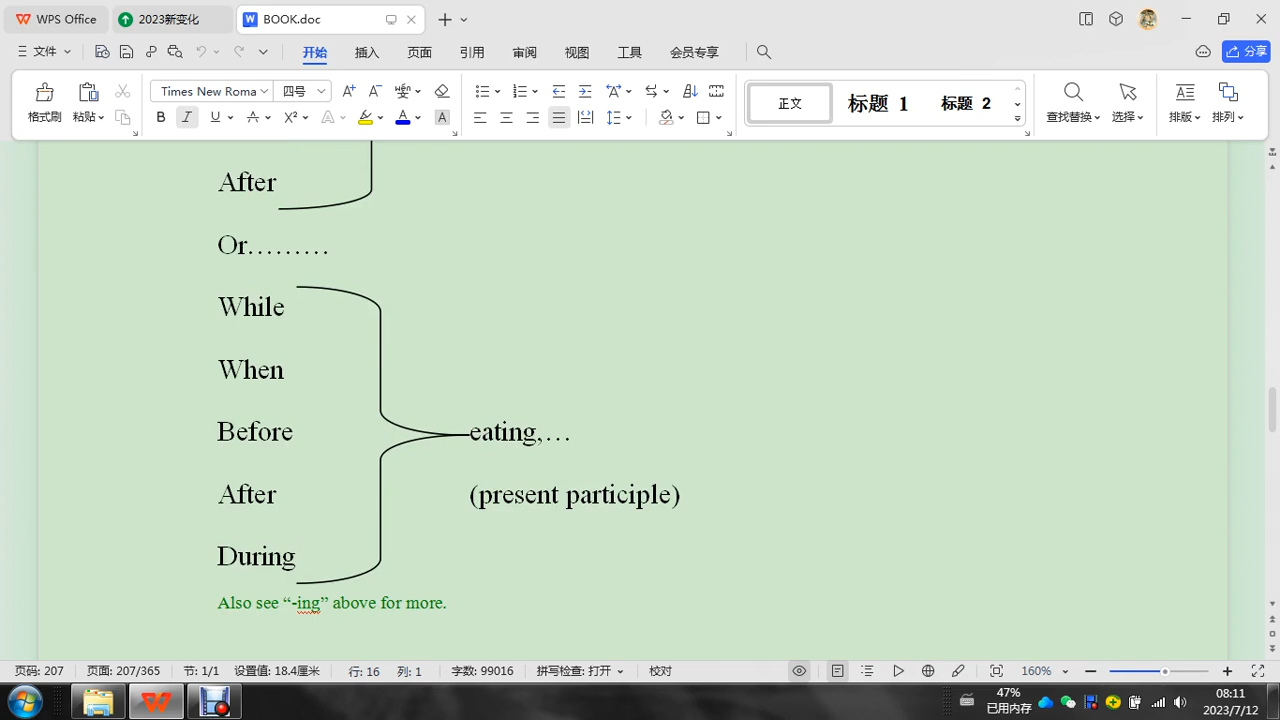 WPS Office
2023新变化
BOOK.doc
文件
开始
插入
页面
引用
审阅
视图
工具
会员专享
分享
格式刷
粘贴
Times New Roma
四号
正文
标题 1
标题 2
查找替换
选择
排版
排列
After
Or………
While
When
Before
eating,…
After
(present participle)
During
Also see “-ing” above for more.
页码: 207 页面: 207/365 节: 1/1 设置值: 18.4厘米 行: 16 列: 1 字数: 99016 拼写检查: 打开 校对 160%
47%
已用内存
08:11
2023/7/12